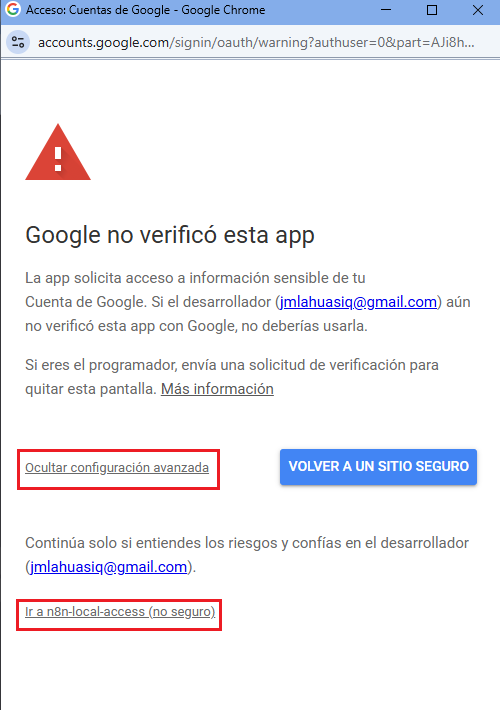 Acceso: Cuentas de Google - Google Chrome
accounts.google.com/signin/oauth/warning?authuser=0&part=AJi8h...
Google no verificó esta app
La app solicita acceso a información sensible de tu
Cuenta de Google. Si el desarrollador (jmlahuasiq@gmail.com) aún
no verificó esta app con Google, no deberías usarla.
Si eres el programador, envía una solicitud de verificación para
quitar esta pantalla. Más información
Ocultar configuración avanzada
VOLVER A UN SITIO SEGURO
Continúa solo si entiendes los riesgos y confías en el desarrollador
(jmlahuasiq@gmail.com).
Ir a n8n-local-access (no seguro)